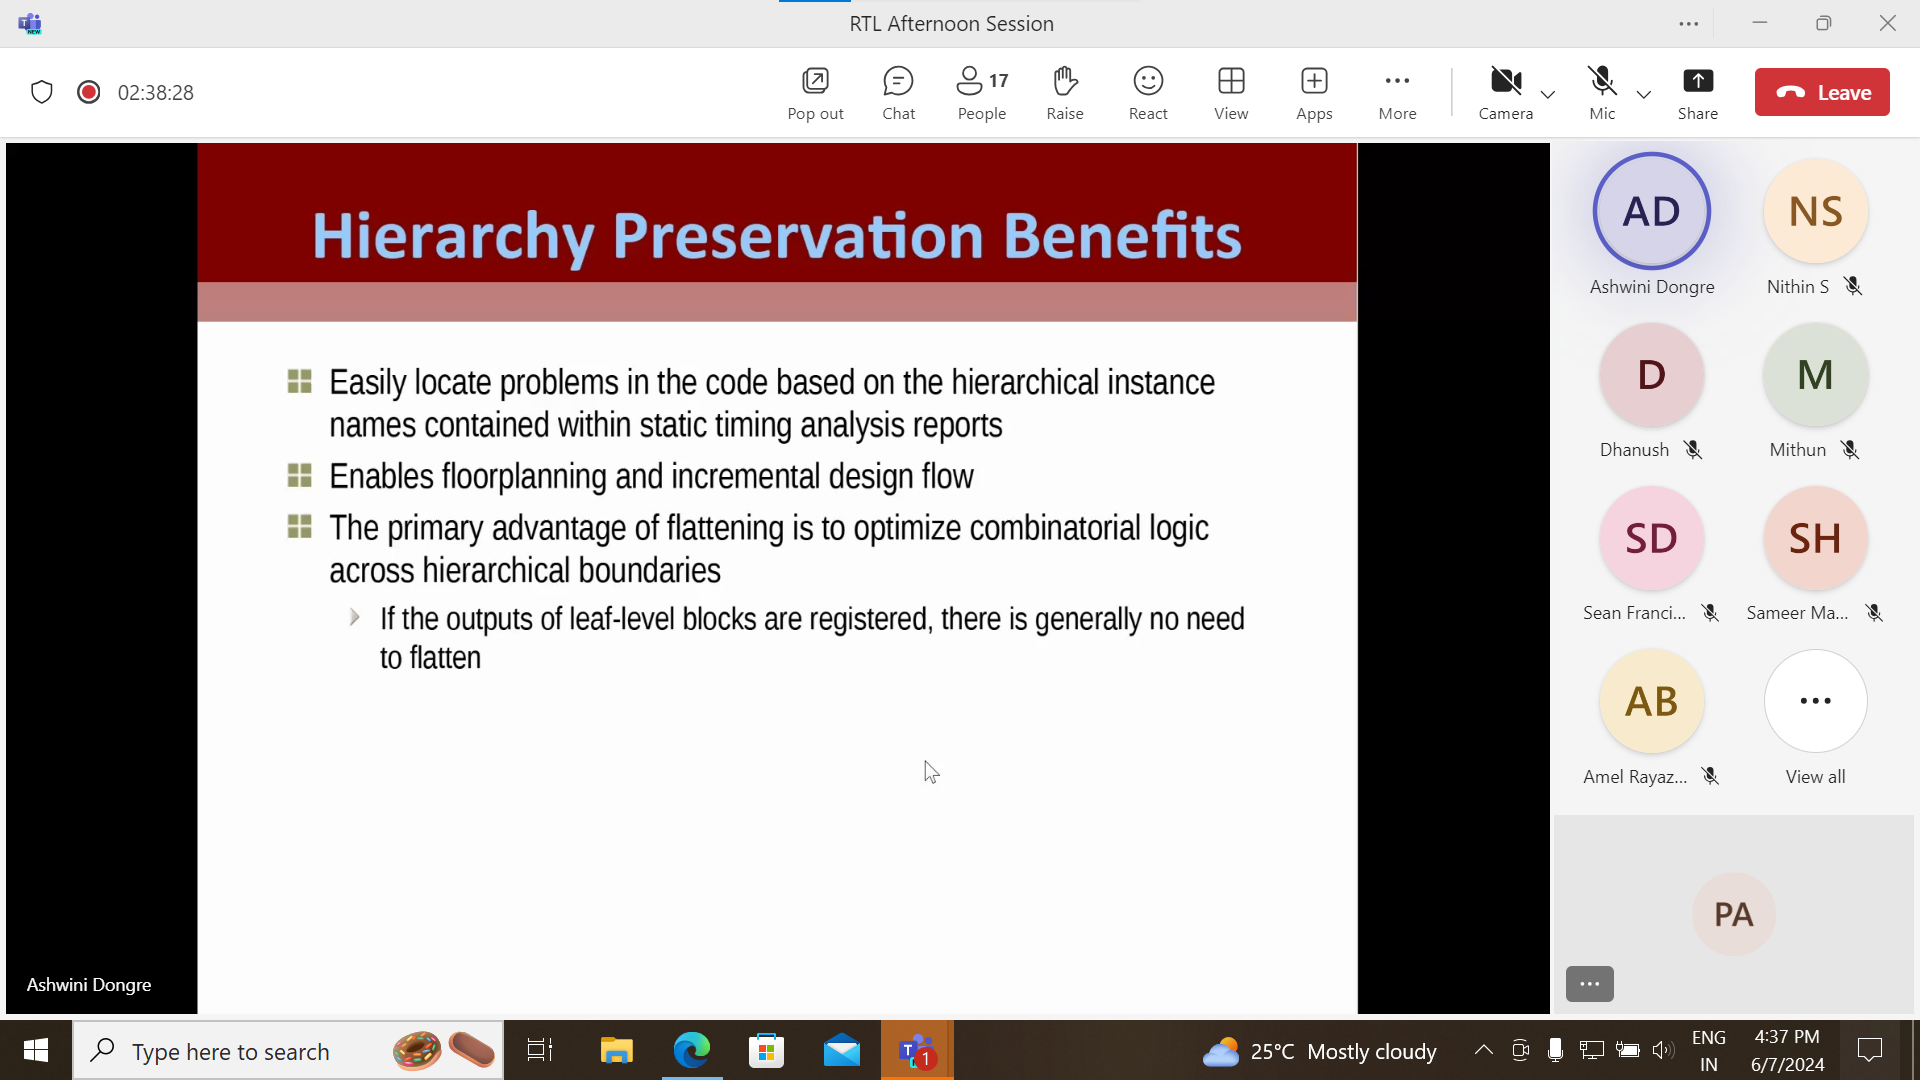 RTL Afternoon Session
02:38:28
Pop out
Chat
17
People
Raise
React
View
Apps
More
Camera
Mic
Share
Leave
Hierarchy Preservation Benefits
Easily locate problems in the code based on the hierarchical instance
names contained within static timing analysis reports
Enables floorplanning and incremental design flow
The primary advantage of flattening is to optimize combinatorial logic
across hierarchical boundaries
If the outputs of leaf-level blocks are registered, there is generally no need
to flatten
Ashwini Dongre
AD
NS
Ashwini Dongre
Nithin S
D
M
Dhanush
Mithun
SD
SH
Sean Franci...
Sameer Ma...
AB
Amel Rayaz...
View all
PA
Type here to search
1
25°C Mostly cloudy
ENG
IN
4:37 PM
6/7/2024